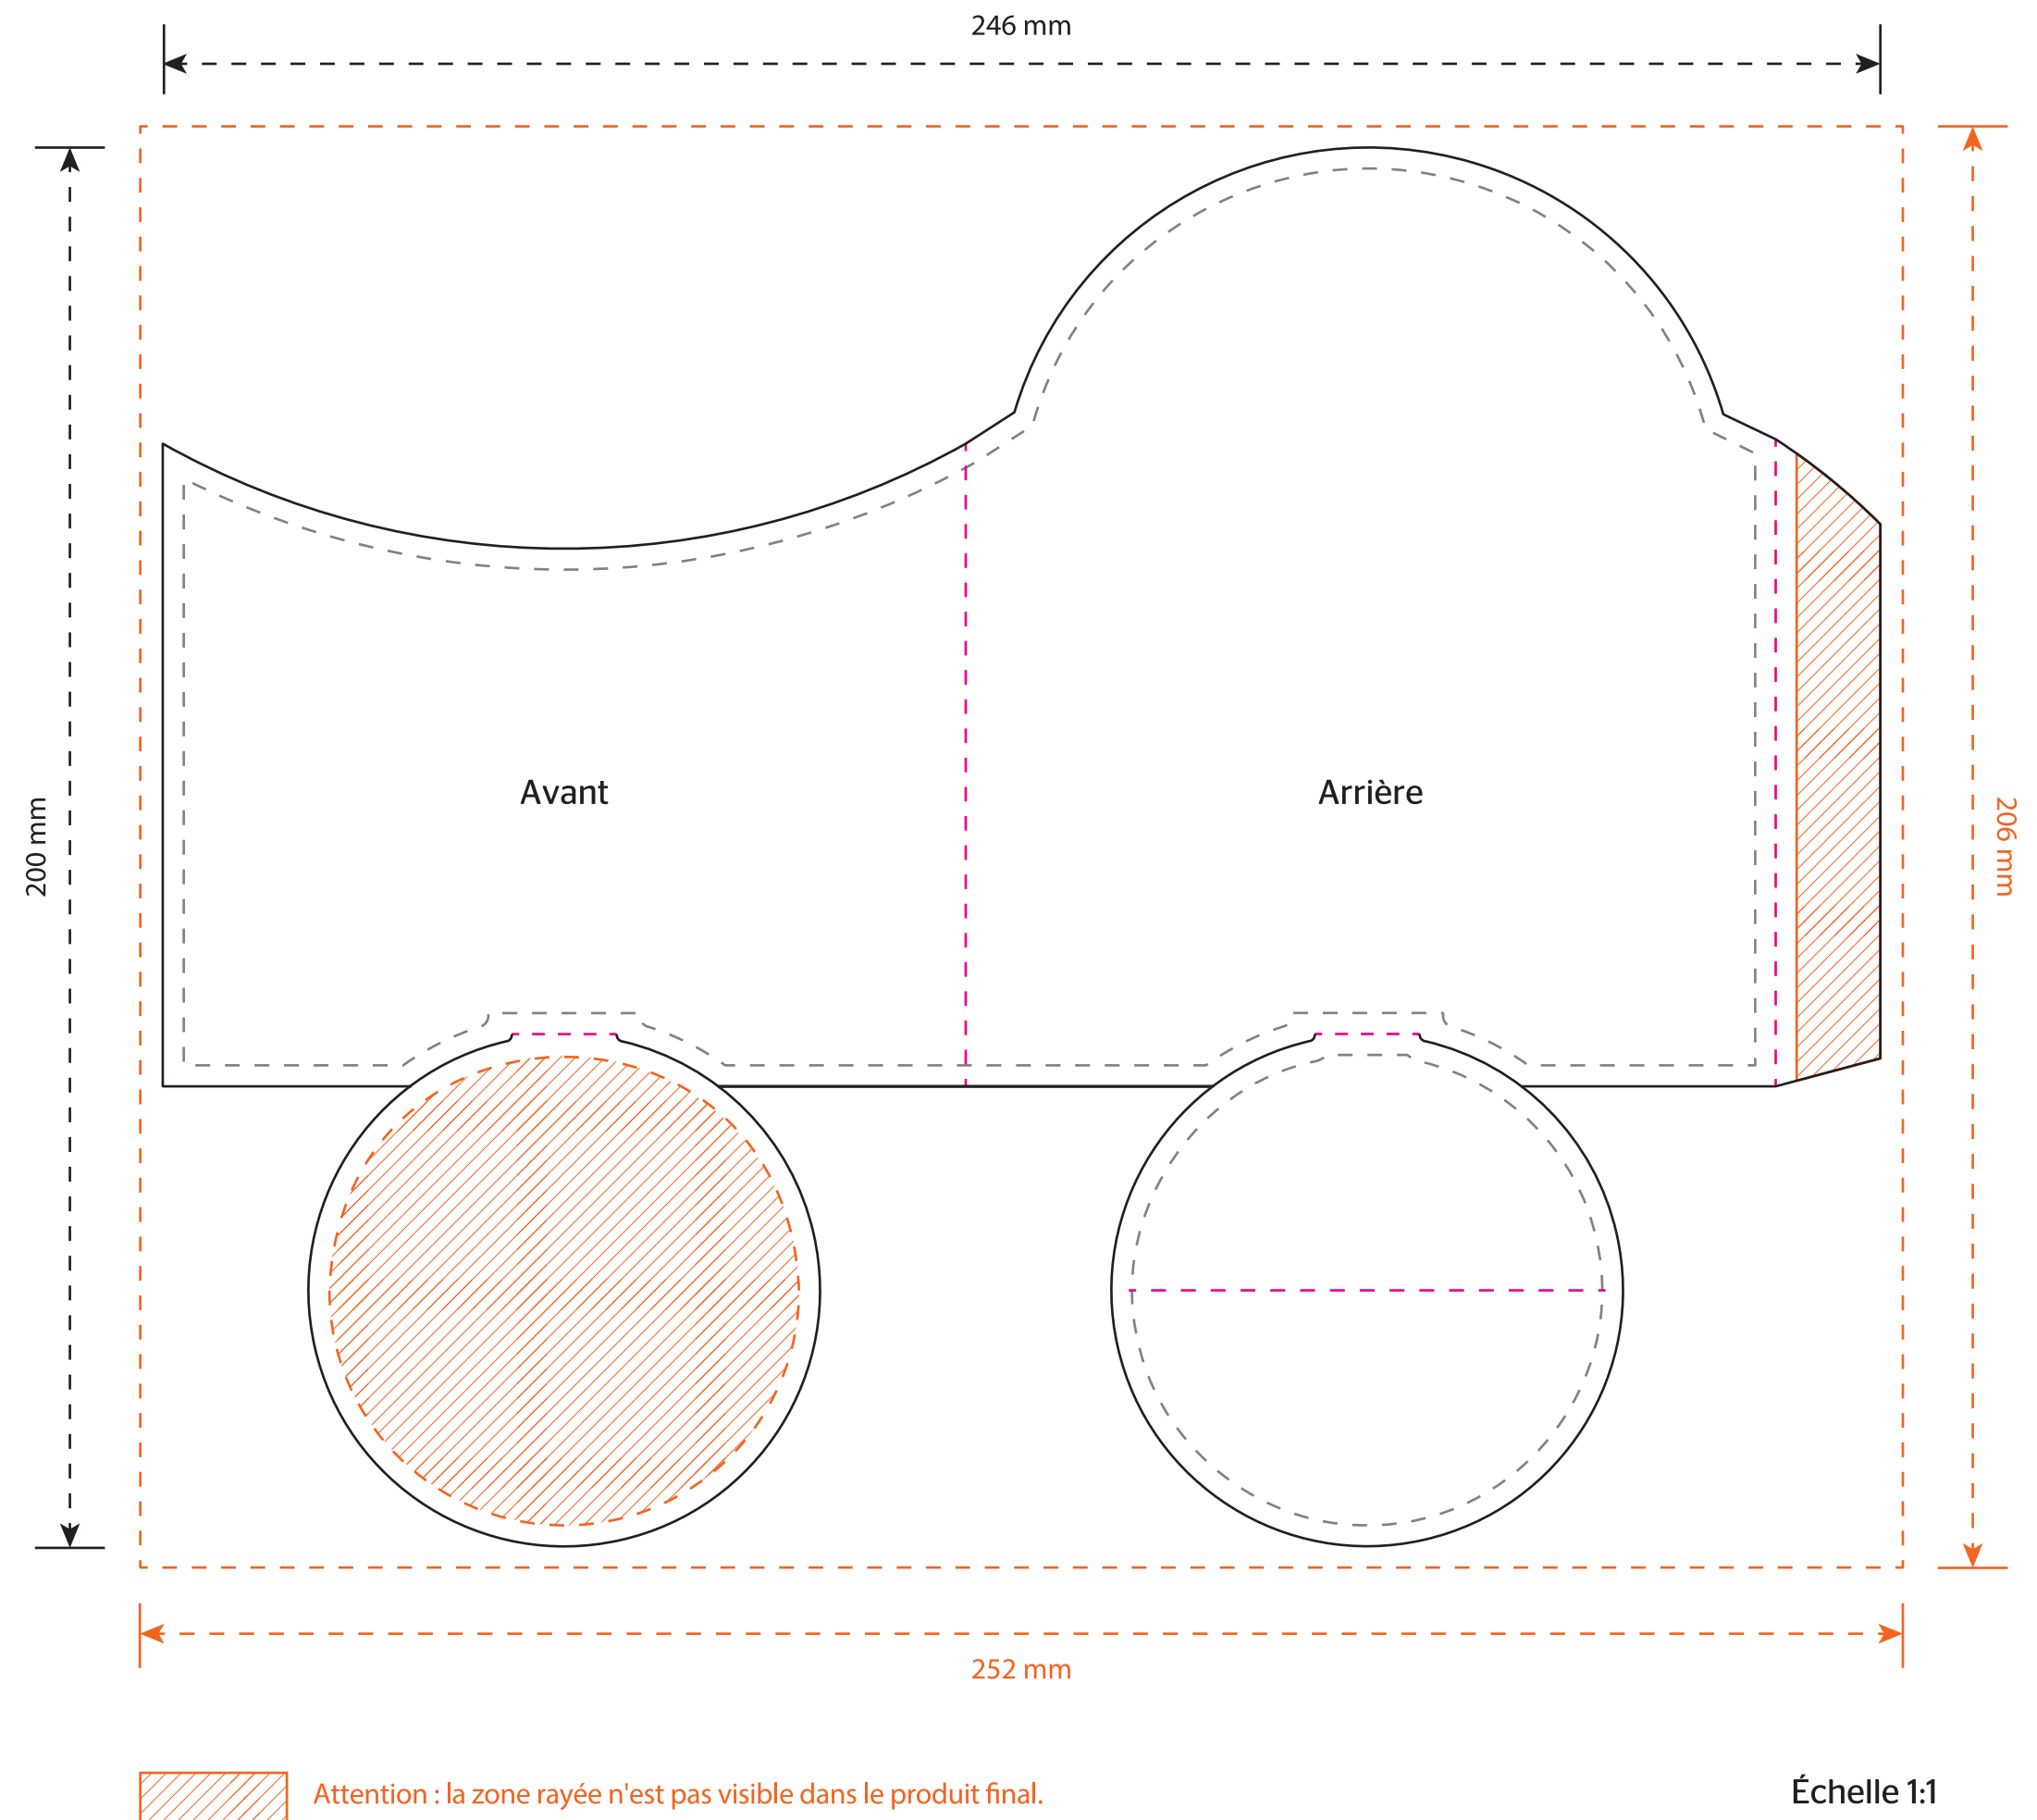 246 mm
200 mm
Avant
Arrière
206 mm
252 mm
Attention : la zone rayée n'est pas visible dans le produit final.
Échelle 1:1